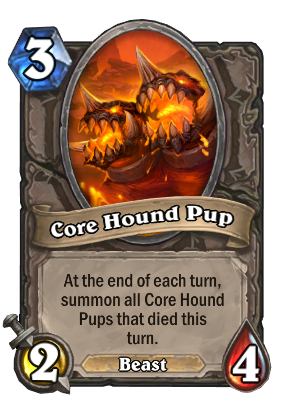 3
Core Hound Pup
At the end of each turn,
summon all Core Hound
Pups that died this
turn.
2
Beast
4